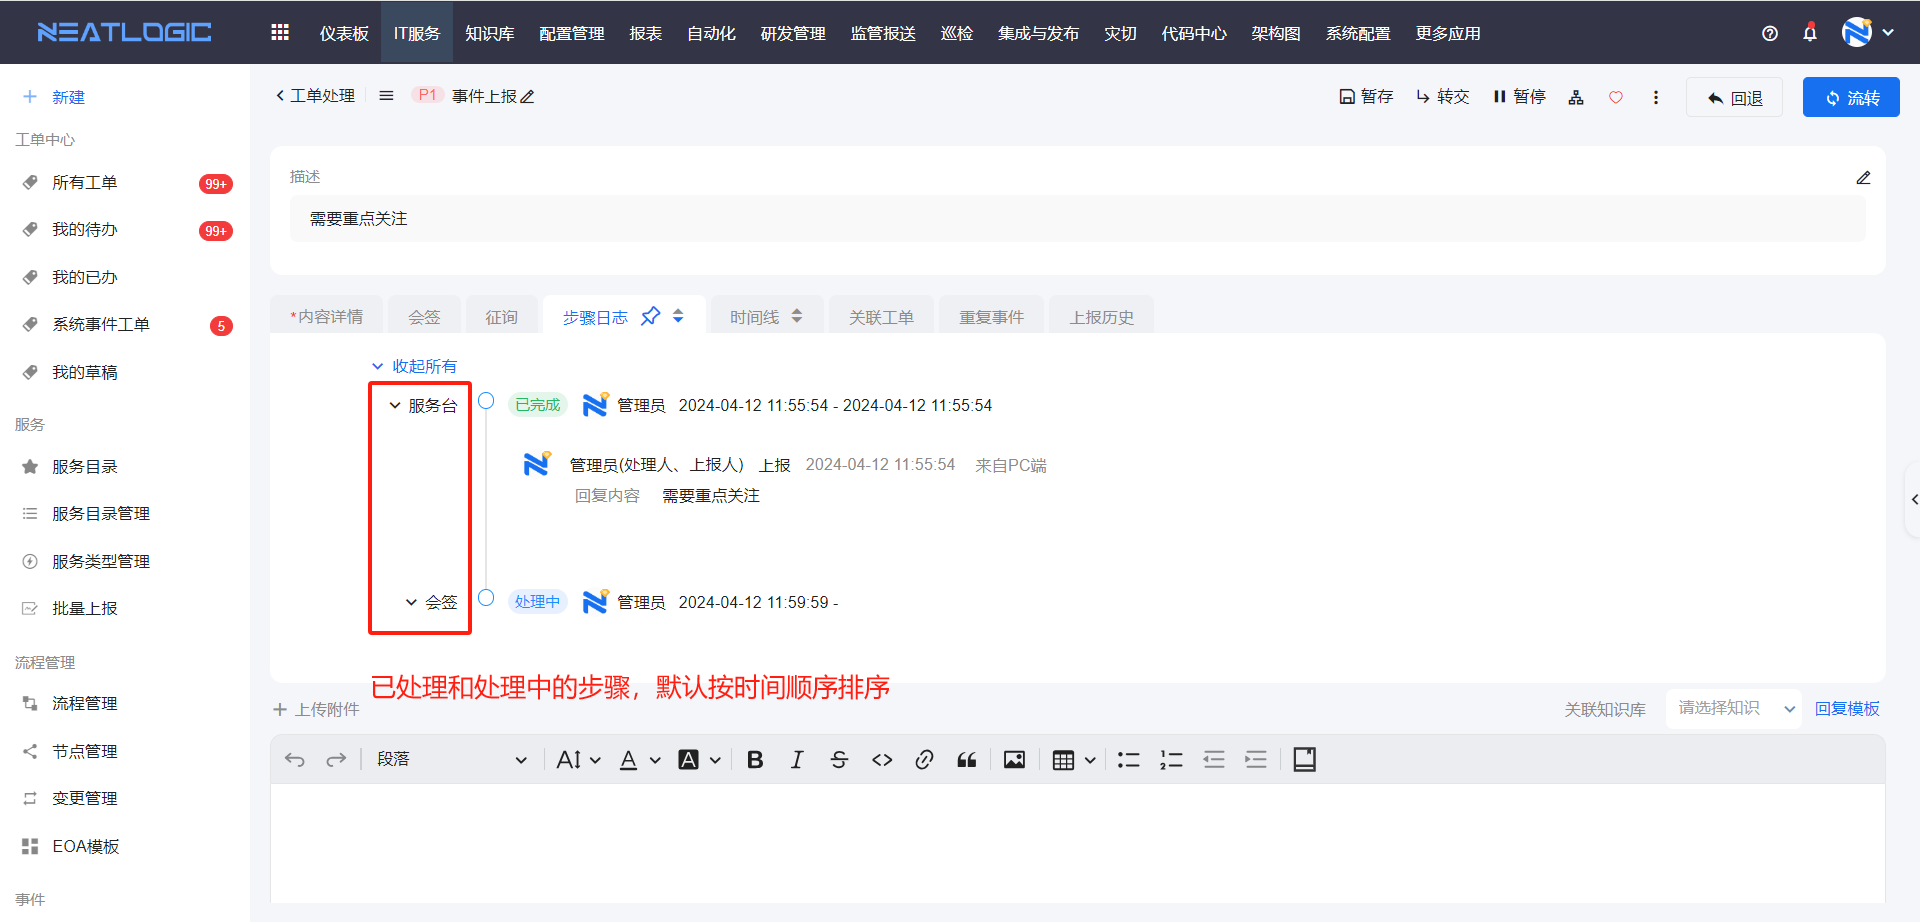 NEATLOGIC
仪表板 IT服务 知识库 配置管理 报表 自动化 研发管理 监管报送 巡检 集成与发布 灾切 代码中心 架构图 系统配置 更多应用
新建
工单中心
所有工单 99+
我的待办 99+
我的已办
系统事件工单 5
我的草稿
服务
服务目录
服务目录管理
服务类型管理
批量上报
流程管理
流程管理
节点管理
变更管理
EOA模板
事件
工单处理 P1 事件上报 暂存 转交 暂停 回退 流转
描述
需要重点关注
*内容详情 会签 征询 步骤日志 时间线 关联工单 重复事件 上报历史
收起所有
服务台 已完成 管理员 2024-04-12 11:55:54 - 2024-04-12 11:55:54
管理员(处理人、上报人) 上报 2024-04-12 11:55:54 来自PC端
回复内容 需要重点关注
会签 处理中 管理员 2024-04-12 11:59:59 -
已处理和处理中的步骤，默认按时间顺序排序
上传附件 关联知识库 请选择知识 回复模板
段落